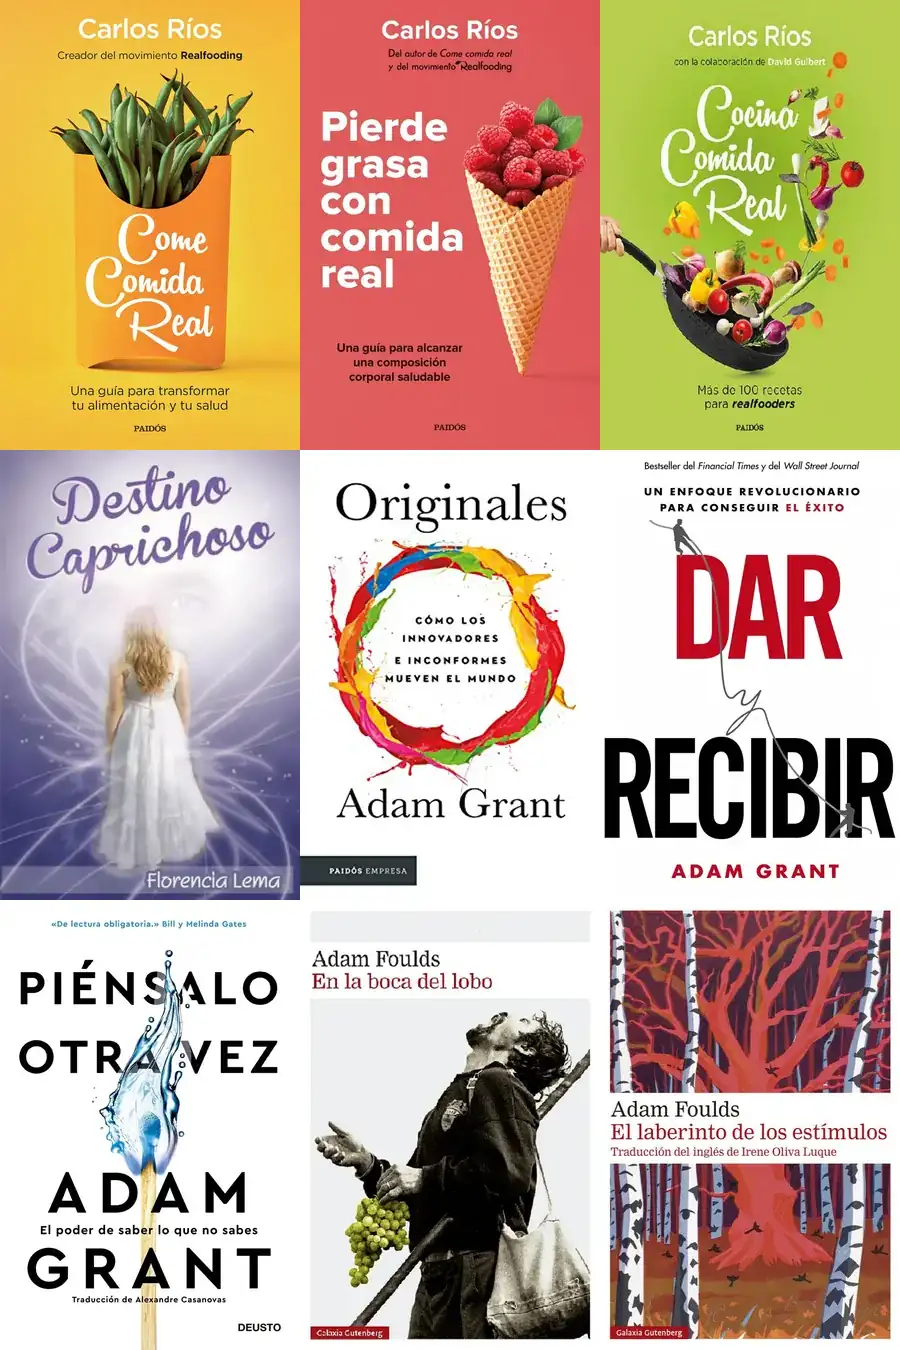 Carlos Ríos
Creador del movimiento Realfooding
Come
Comida
Real
Una guía para transformar
tu alimentación y tu salud
PAIDÓS
Carlos Ríos
Del autor de Come comida real
y del movimiento Realfooding
Pierde
grasa
con
comida
real
Una guía para alcanzar
una composición
corporal saludable
PAIDÓS
Carlos Ríos
con la colaboración de David Guibert
Cocina
Comida
Real
Más de 100 recetas
para realfooders
PAIDÓS
Destino
Caprichoso
Florencia Lema
Originales
CÓMO LOS
INNOVADORES
E INCONFORMES
MUEVEN EL MUNDO
Adam Grant
PAIDÓS EMPRESA
Bestseller del Financial Times y del Wall Street Journal
UN ENFOQUE REVOLUCIONARIO
PARA CONSEGUIR EL ÉXITO
DAR
y
RECIBIR
ADAM GRANT
«De lectura obligatoria.» Bill y Melinda Gates
PIÉNSALO
OTRA VEZ
ADAM
El poder de saber lo que no sabes
GRANT
Traducción de Alexandre Casanovas
DEUSTO
Adam Foulds
En la boca del lobo
Galaxia Gutenberg
Adam Foulds
El laberinto de los estímulos
Traducción del inglés de Irene Oliva Luque
Galaxia Gutenberg